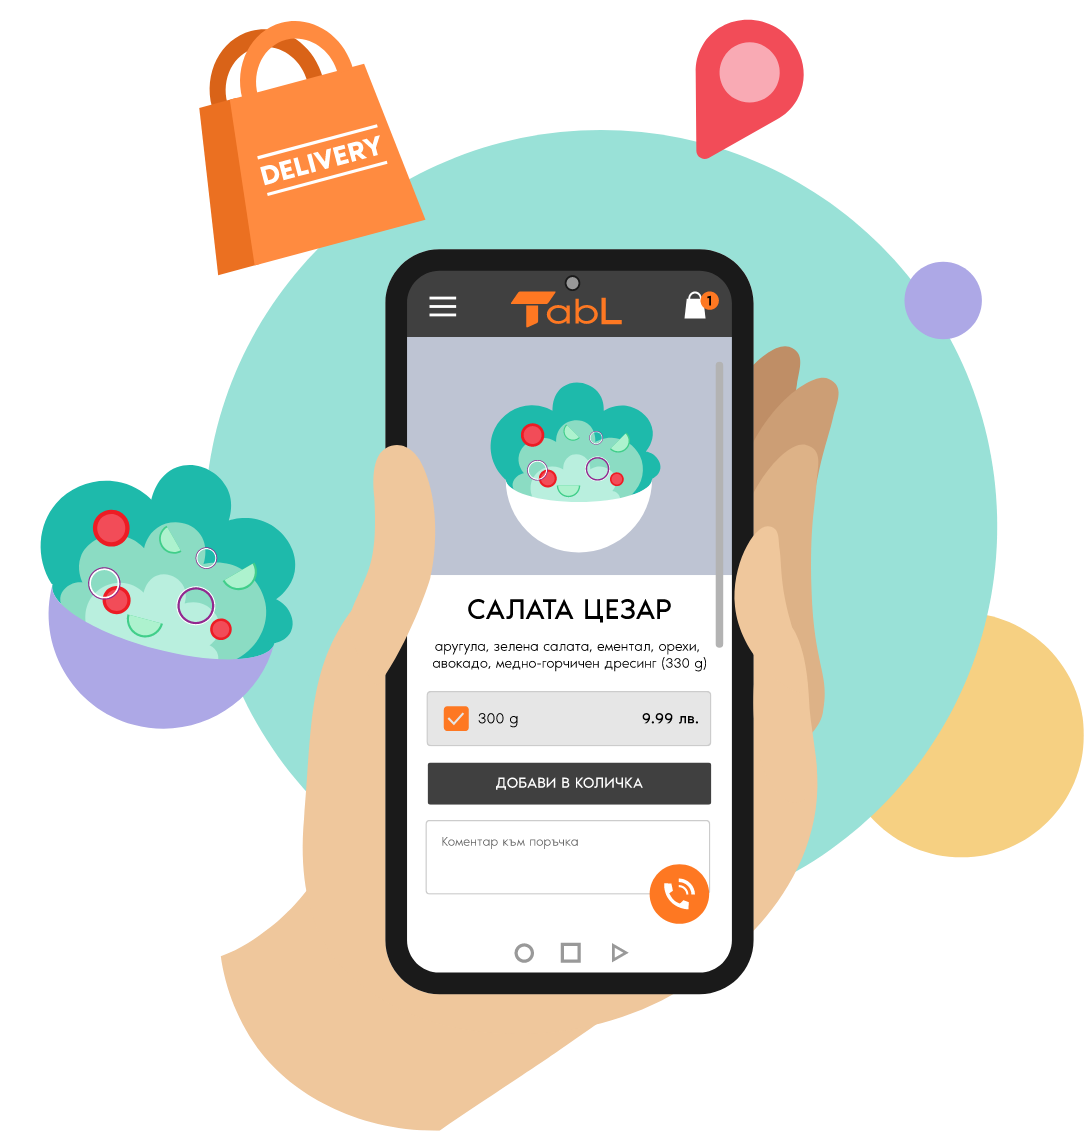 DELIVERY
TabL
1
САЛАТА ЦЕЗАР
аругула, зелена салата, ементал, орехи,
авокадо, медно-горчичен дресинг (330 g)
300 g 9.99 лв.
ДОБАВИ В КОЛИЧКА
Коментар към поръчка